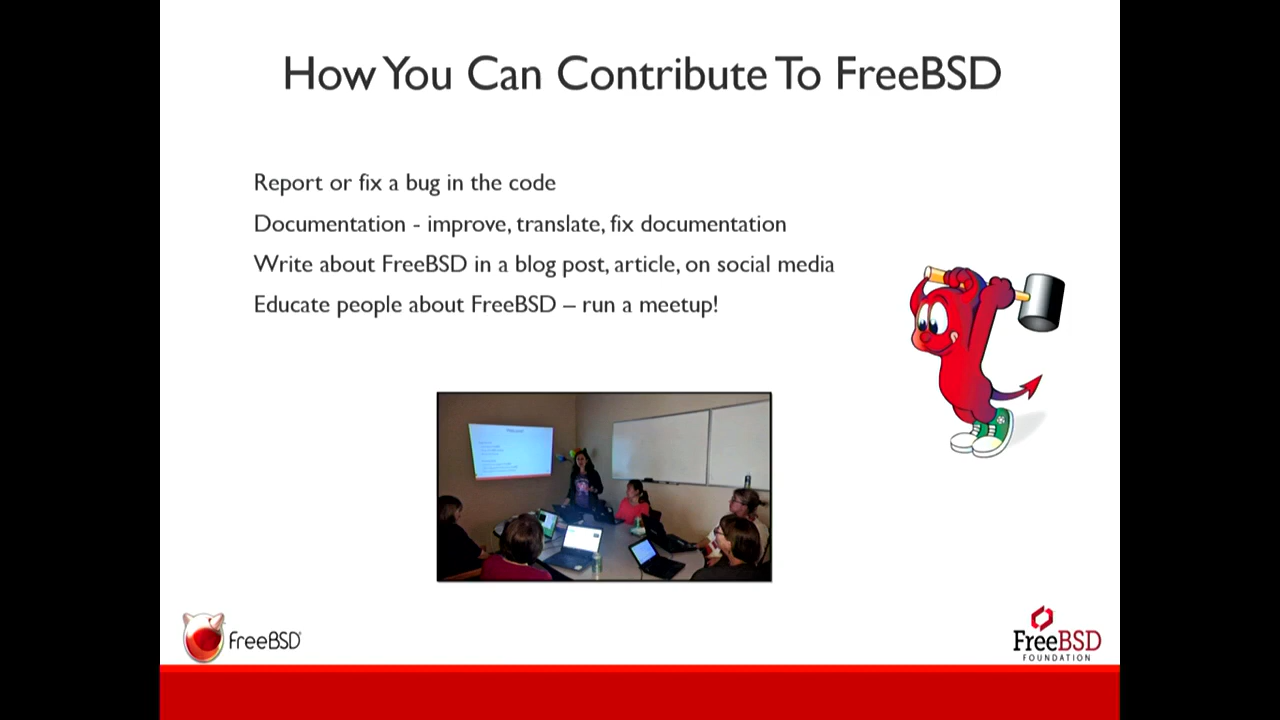 How You Can Contribute To FreeBSD
Report or fix a bug in the code
Documentation - improve, translate, fix documentation
Write about FreeBSD in a blog post, article, on social media
Educate people about FreeBSD – run a meetup!
FreeBSD
FreeBSD
FOUNDATION